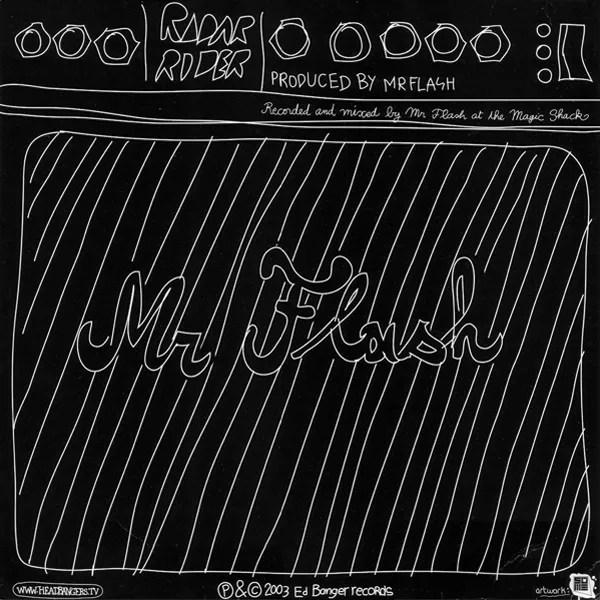 RADAR
RIDER
PRODUCED BY MR FLASH
Recorded and mixed by Mr Flash at the Magic Shack
Mr Flash
WWW.HEADBANGERS.TV
Ⓟ & © 2003 Ed Banger records
artwork: